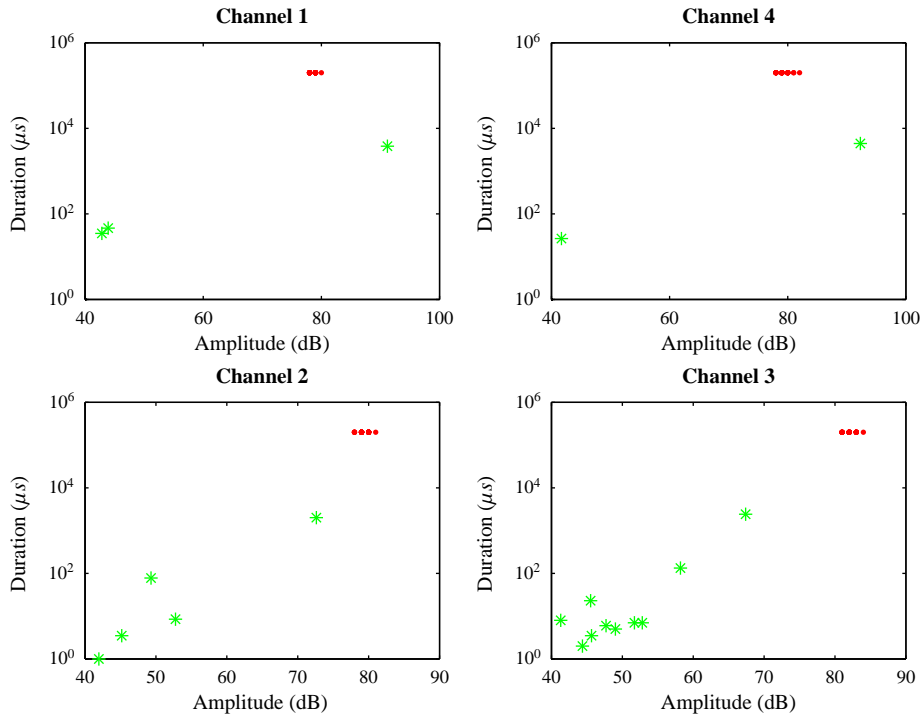 Channel 1
10^6
10^4
10^2
10^0
Duration (μs)
40 60 80 100
Amplitude (dB)
Channel 4
10^6
10^4
10^2
10^0
Duration (μs)
40 60 80 100
Amplitude (dB)
Channel 2
10^6
10^4
10^2
10^0
Duration (μs)
40 50 60 70 80 90
Amplitude (dB)
Channel 3
10^6
10^4
10^2
10^0
Duration (μs)
40 50 60 70 80 90
Amplitude (dB)